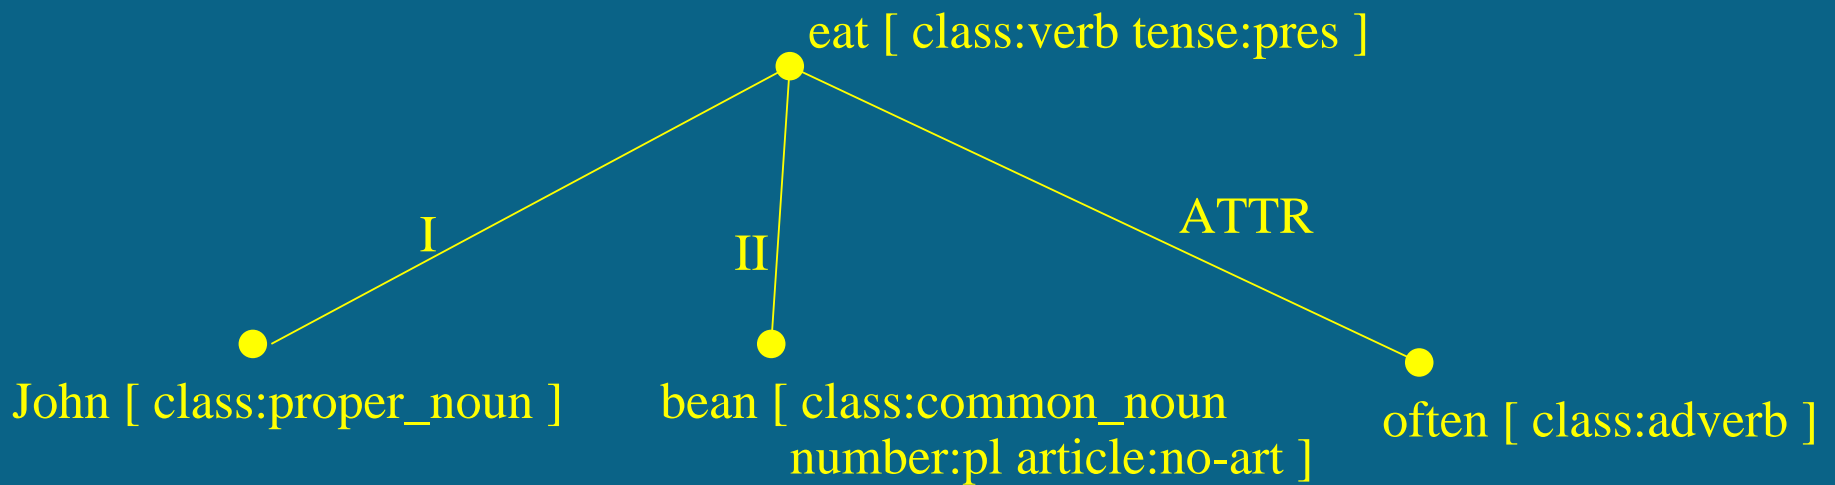 eat [ class:verb tense:pres ]
I
II
ATTR
John [ class:proper_noun ]
bean [ class:common_noun
number:pl article:no-art ]
often [ class:adverb ]